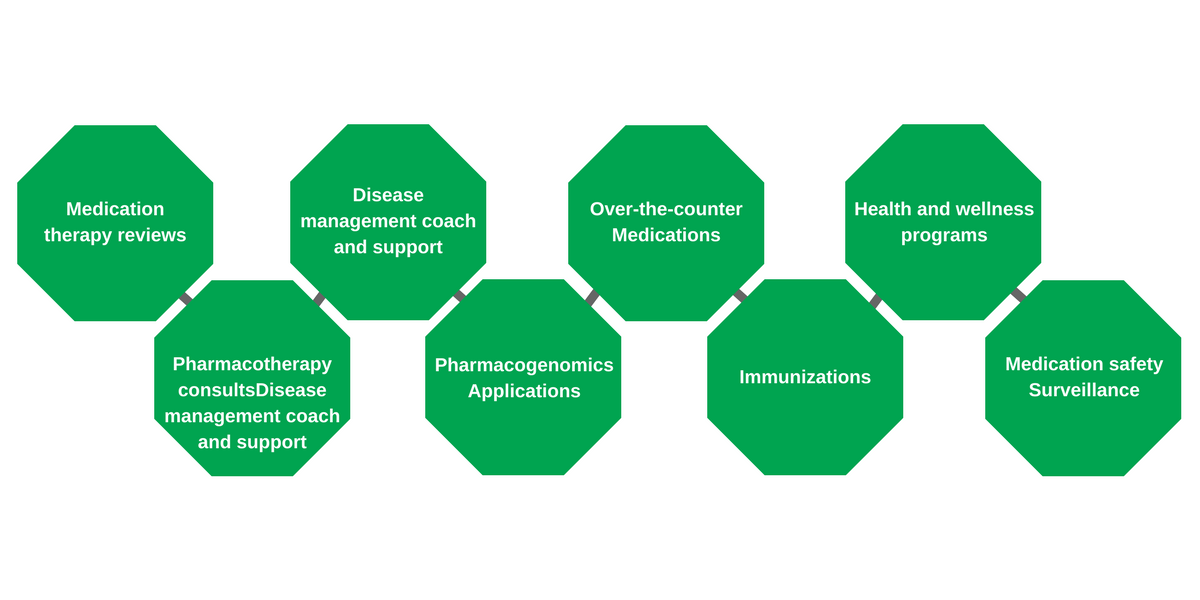 Medication
therapy reviews
Pharmacotherapy
consultsDisease
management coach
and support
Disease
management coach
and support
Pharmacogenomics
Applications
Over-the-counter
Medications
Immunizations
Health and wellness
programs
Medication safety
Surveillance